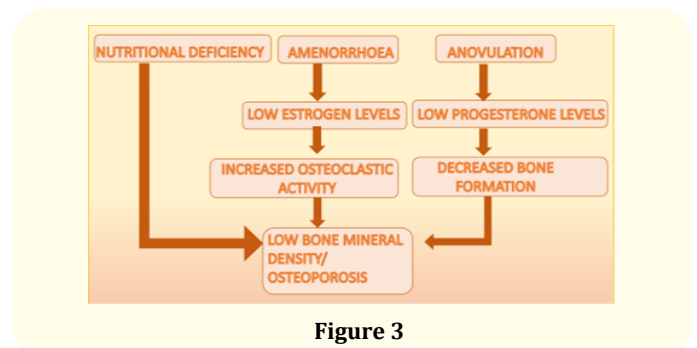 NUTRITIONAL DEFICIENCY
AMENORRHOEA
ANOVULATION
LOW ESTROGEN LEVELS
LOW PROGESTERONE LEVELS
INCREASED OSTEOCLASTIC
ACTIVITY
DECREASED BONE
FORMATION
LOW BONE MINERAL
DENSITY/
OSTEOPOROSIS
Figure 3